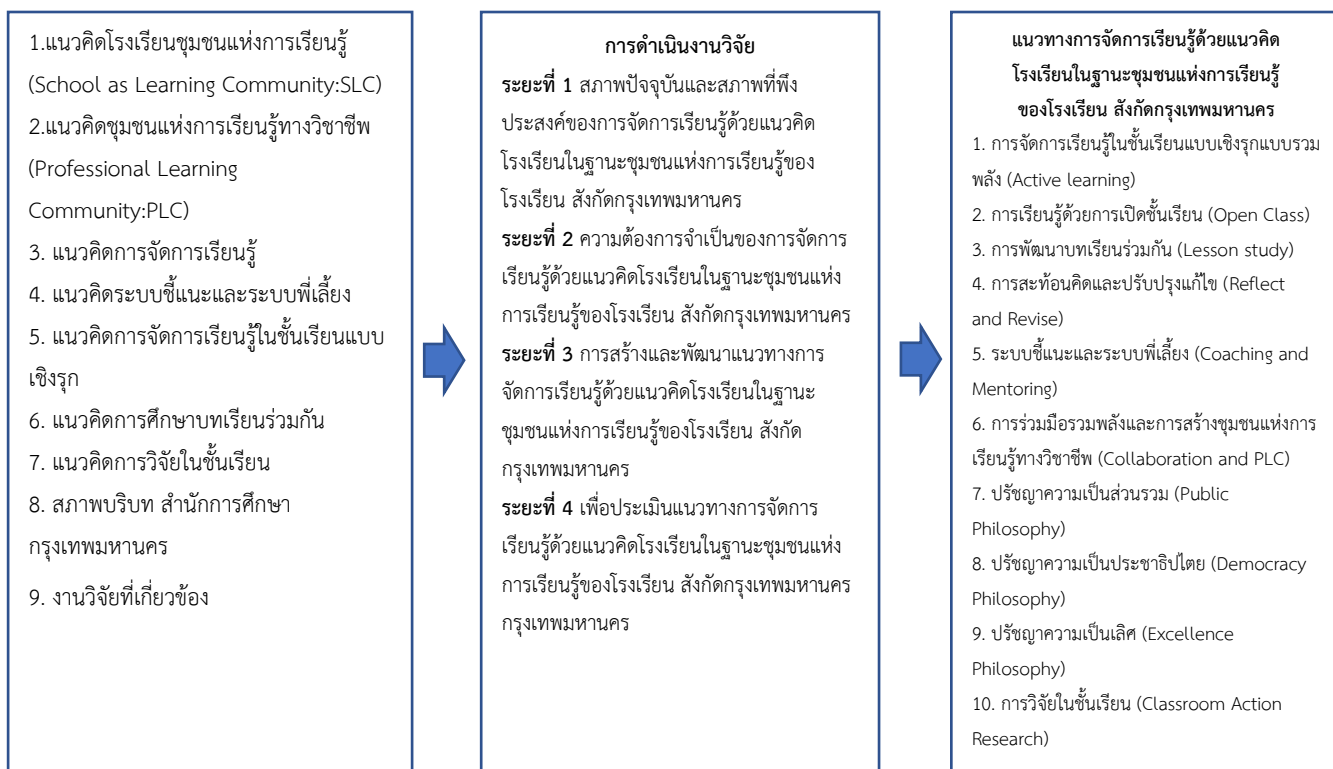 1.แนวคิดโรงเรียนชุมชนแห่งการเรียนรู้
(School as Learning Community:SLC)
2.แนวคิดชุมชนแห่งการเรียนรู้ทางวิชาชีพ
(Professional Learning
Community:PLC)
3. แนวคิดการจัดการเรียนรู้
4. แนวคิดระบบชี้แนะและระบบพี่เลี้ยง
5. แนวคิดการจัดการเรียนรู้ในชั้นเรียนแบบ
เชิงรุก
6. แนวคิดการศึกษาบทเรียนร่วมกัน
7. แนวคิดการวิจัยในชั้นเรียน
8. สภาพบริบท สำนักการศึกษา
กรุงเทพมหานคร
9. งานวิจัยที่เกี่ยวข้อง
การดำเนินงานวิจัย
ระยะที่ 1 สภาพปัจจุบันและสภาพที่พึง
ประสงค์ของการจัดการเรียนรู้ด้วยแนวคิด
โรงเรียนในฐานะชุมชนแห่งการเรียนรู้ของ
โรงเรียน สังกัดกรุงเทพมหานคร
ระยะที่ 2 ความต้องการจำเป็นของการจัดการ
เรียนรู้ด้วยแนวคิดโรงเรียนในฐานะชุมชนแห่ง
การเรียนรู้ของโรงเรียน สังกัดกรุงเทพมหานคร
ระยะที่ 3 การสร้างและพัฒนาแนวทางการ
จัดการเรียนรู้ด้วยแนวคิดโรงเรียนในฐานะ
ชุมชนแห่งการเรียนรู้ของโรงเรียน สังกัด
กรุงเทพมหานคร
ระยะที่ 4 เพื่อประเมินแนวทางการจัดการ
เรียนรู้ด้วยแนวคิดโรงเรียนในฐานะชุมชนแห่ง
การเรียนรู้ของโรงเรียน สังกัดกรุงเทพมหานคร
กรุงเทพมหานคร
แนวทางการจัดการเรียนรู้ด้วยแนวคิด
โรงเรียนในฐานะชุมชนแห่งการเรียนรู้
ของโรงเรียน สังกัดกรุงเทพมหานคร
1. การจัดการเรียนรู้ในชั้นเรียนแบบเชิงรุกแบบรวม
พลัง (Active learning)
2. การเรียนรู้ด้วยการเปิดชั้นเรียน (Open Class)
3. การพัฒนาบทเรียนร่วมกัน (Lesson study)
4. การสะท้อนคิดและปรับปรุงแก้ไข (Reflect
and Revise)
5. ระบบชี้แนะและระบบพี่เลี้ยง (Coaching and
Mentoring)
6. การร่วมมือรวมพลังและการสร้างชุมชนแห่งการ
เรียนรู้ทางวิชาชีพ (Collaboration and PLC)
7. ปรัชญาความเป็นส่วนรวม (Public
Philosophy)
8. ปรัชญาความเป็นประชาธิปไตย (Democracy
Philosophy)
9. ปรัชญาความเป็นเลิศ (Excellence
Philosophy)
10. การวิจัยในชั้นเรียน (Classroom Action
Research)